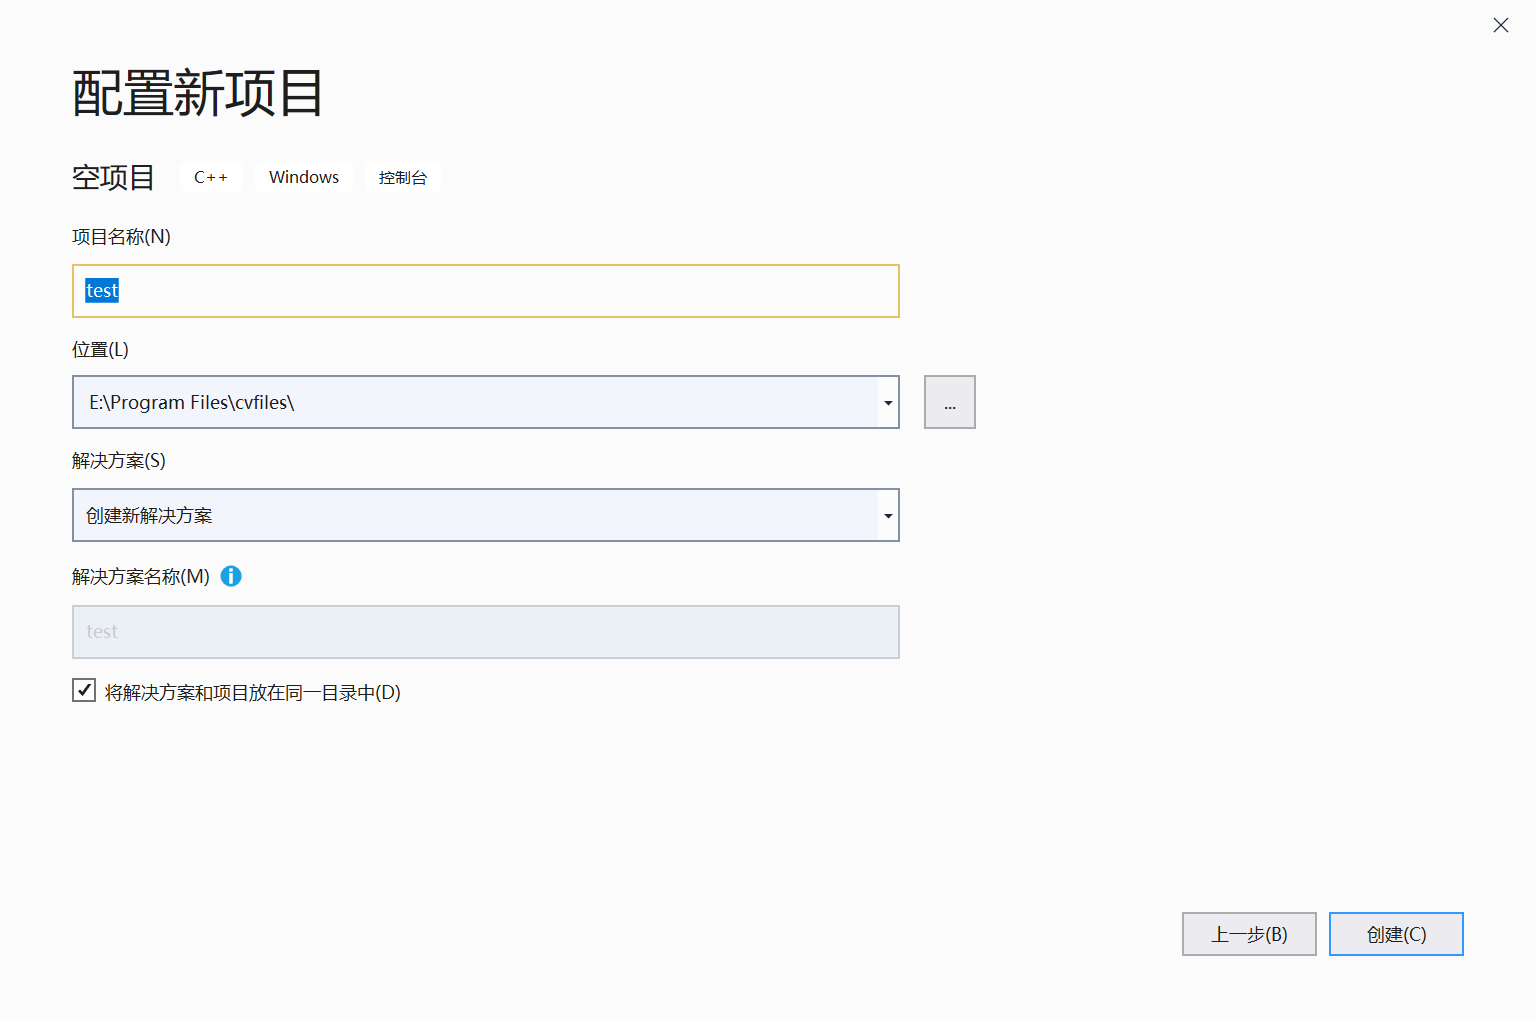 配置新项目
空项目 C++ Windows 控制台
项目名称(N)
test
位置(L)
E:\Program Files\cvfiles\
...
解决方案(S)
创建新解决方案
解决方案名称(M)
test
将解决方案和项目放在同一目录中(D)
上一步(B) 创建(C)